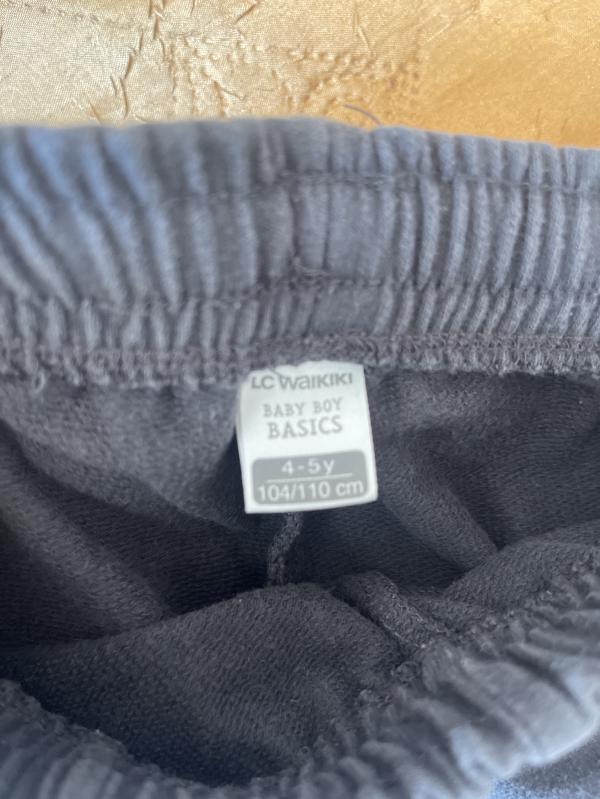 LC WAIKIKI
BABY BOY
BASICS
4-5y
104/110 cm